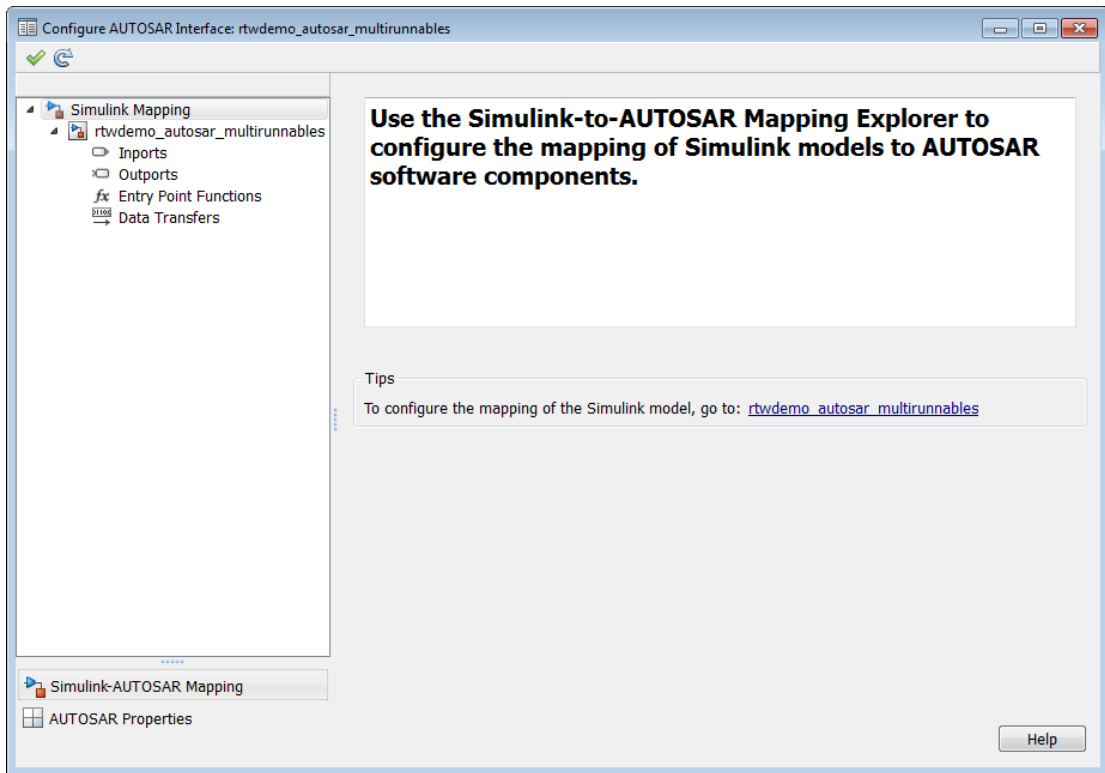 Configure AUTOSAR Interface: rtwdemo_autosar_multirunnables
Simulink Mapping
rtwdemo_autosar_multirunnables
Inports
Outports
fx Entry Point Functions
Data Transfers
Use the Simulink-to-AUTOSAR Mapping Explorer to
configure the mapping of Simulink models to AUTOSAR
software components.
Tips
To configure the mapping of the Simulink model, go to: rtwdemo_autosar_multirunnables
Simulink-AUTOSAR Mapping
AUTOSAR Properties
Help